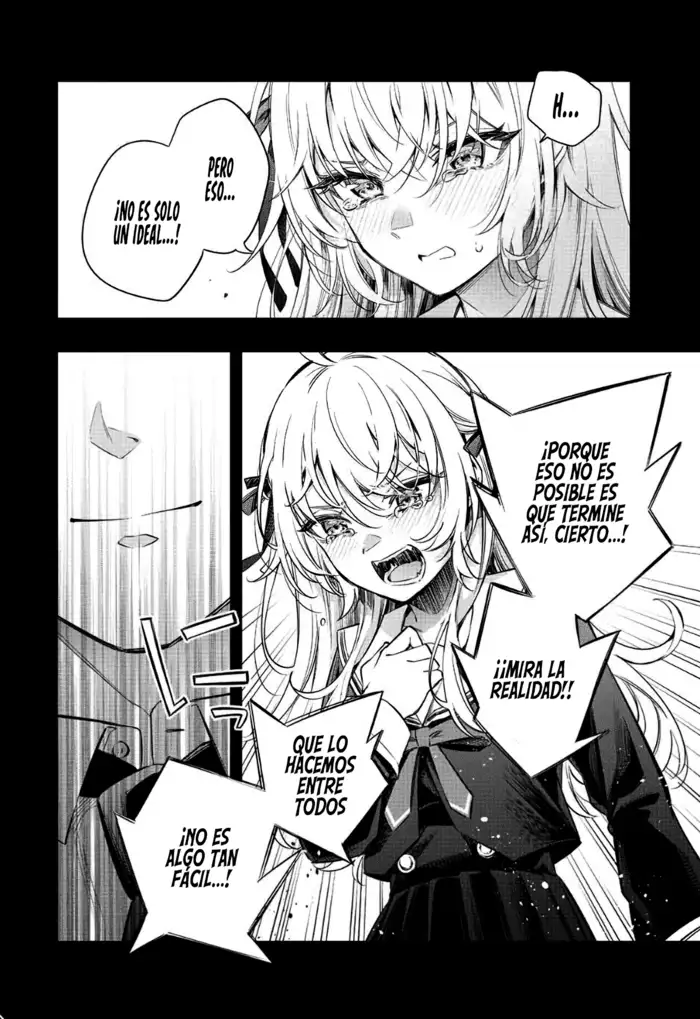 H...
PERO
ESO...
¡NO ES SOLO
UN IDEAL...!
¡PORQUE
ESO NO ES
POSIBLE ES
QUE TERMINE
ASÍ, CIERTO...!
¡¡MIRA LA
REALIDAD!!
QUE LO
HACEMOS
ENTRE
TODOS
¡NO ES
ALGO TAN
FÁCIL...!